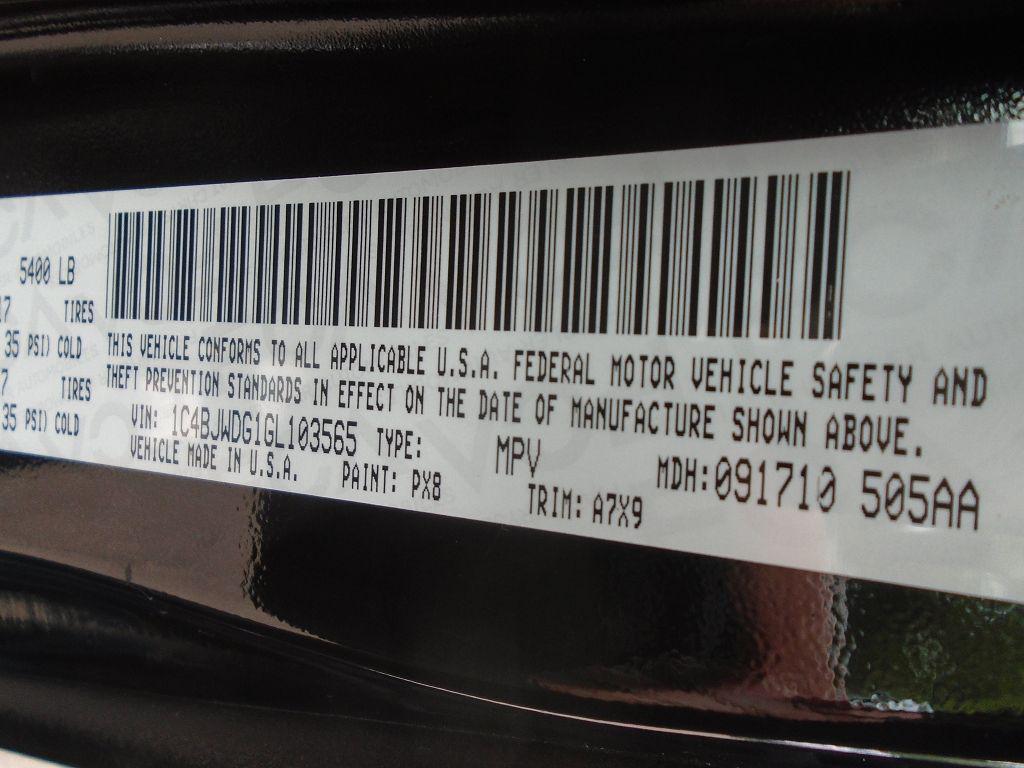 5400 LB
TIRES
35 PSI) COLD
TIRES
35 PSI) COLD
THIS VEHICLE CONFORMS TO ALL APPLICABLE U.S.A. FEDERAL MOTOR VEHICLE SAFETY AND
THEFT PREVENTION STANDARDS IN EFFECT ON THE DATE OF MANUFACTURE SHOWN ABOVE.
VIN: 1C4BJWDG1GL103565 TYPE: MPV MDH:091710 505AA
VEHICLE MADE IN U.S.A. PAINT: PX8 TRIM: A7X9